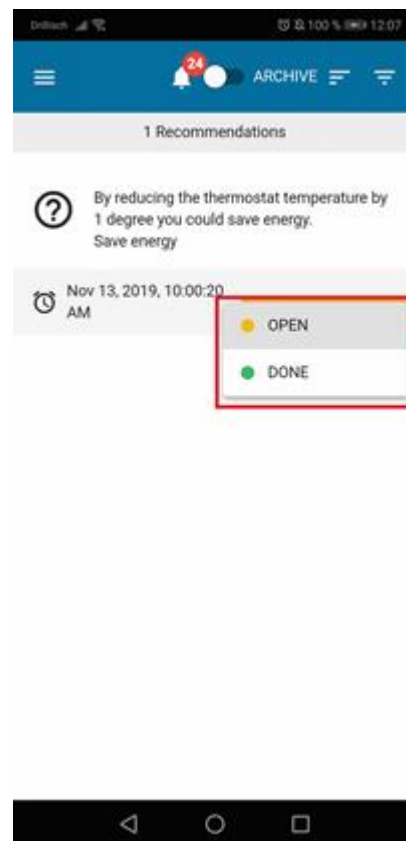 Drillisch 100 % 12:07
24
ARCHIVE
1 Recommendations
By reducing the thermostat temperature by
1 degree you could save energy.
Save energy
Nov 13, 2019, 10:00:20
AM
OPEN
DONE